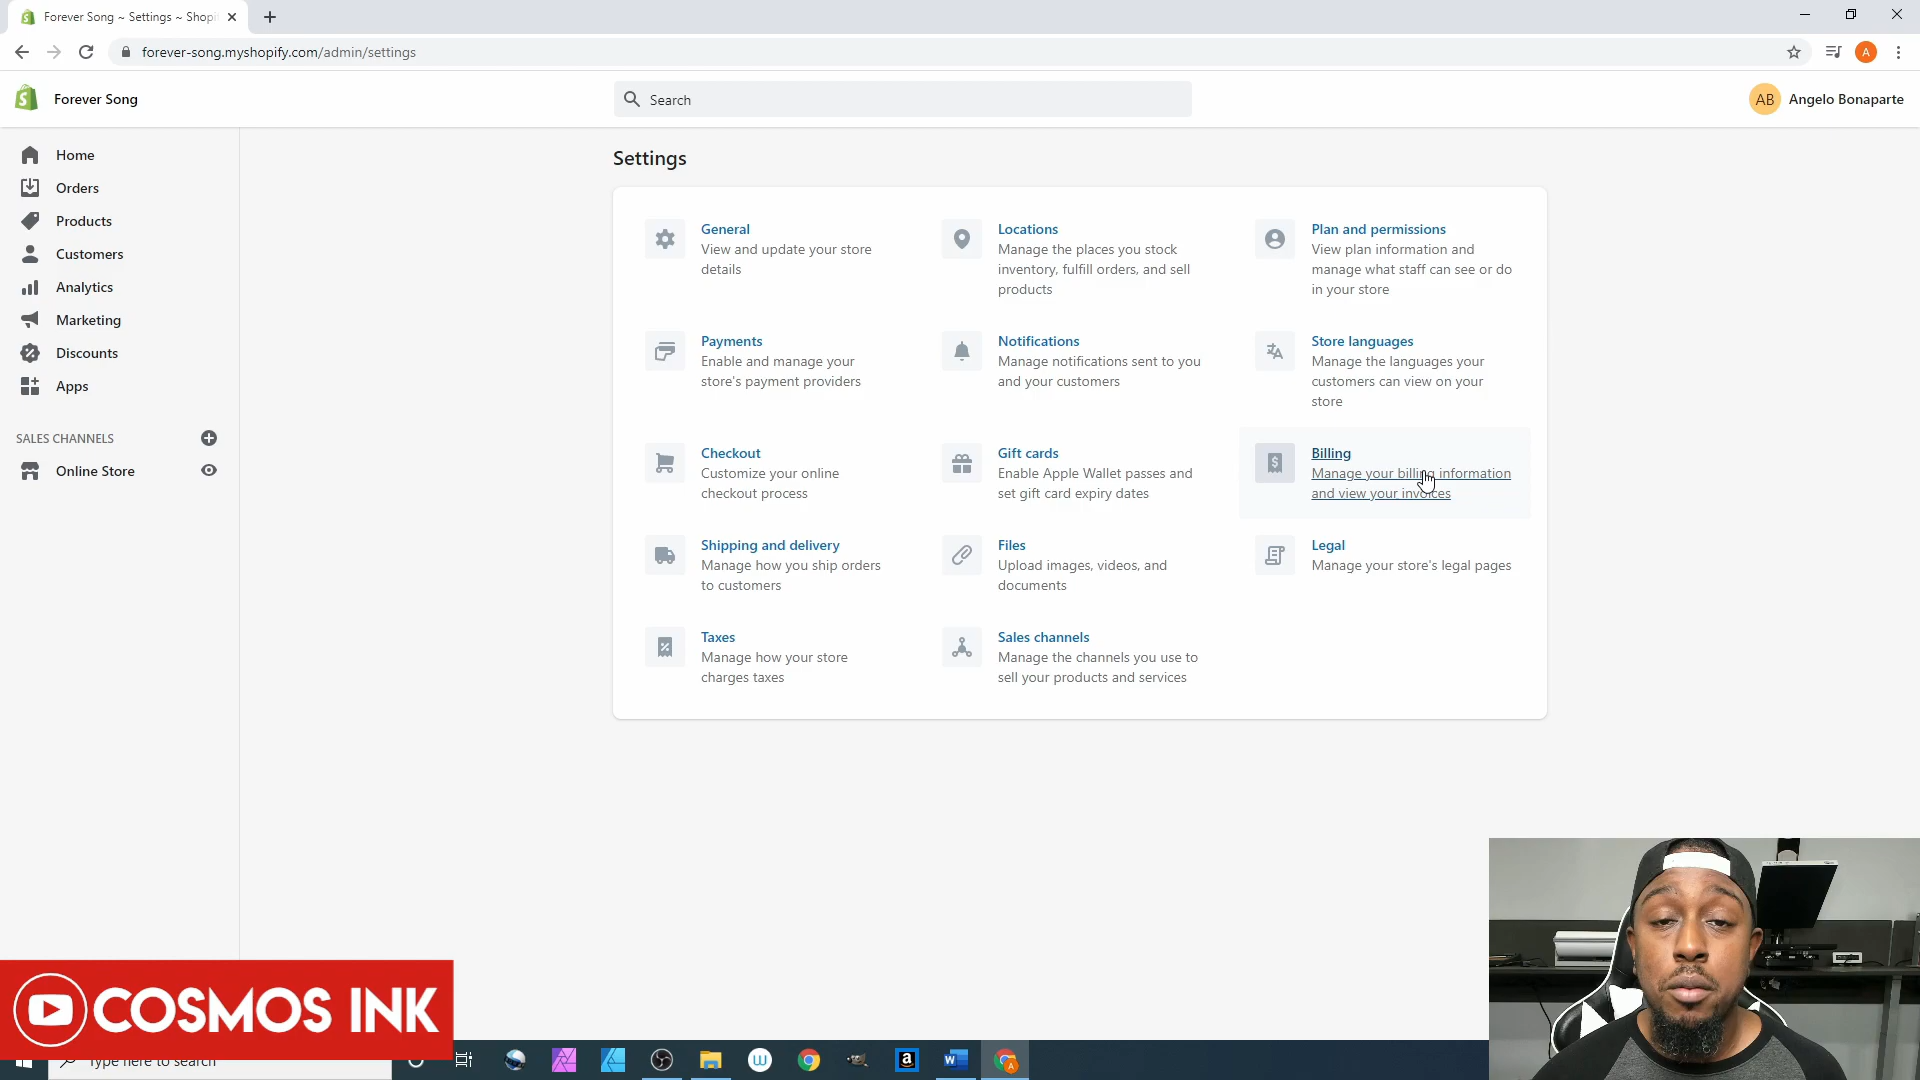 Forever Song ~ Settings ~ Shopi
forever-song.myshopify.com/admin/settings
A
Forever Song
Search
AB
Angelo Bonaparte
Home
Orders
Products
Customers
Analytics
Marketing
Discounts
Apps
SALES CHANNELS
Online Store
Settings
General
View and update your store
details
Locations
Manage the places you stock
inventory, fulfill orders, and sell
products
Plan and permissions
View plan information and
manage what staff can see or do
in your store
Payments
Enable and manage your
store's payment providers
Notifications
Manage notifications sent to you
and your customers
Store languages
Manage the languages your
customers can view on your
store
Checkout
Customize your online
checkout process
Gift cards
Enable Apple Wallet passes and
set gift card expiry dates
Billing
Manage your billing information
and view your invoices
Shipping and delivery
Manage how you ship orders
to customers
Files
Upload images, videos, and
documents
Legal
Manage your store's legal pages
Taxes
Manage how your store
charges taxes
Sales channels
Manage the channels you use to
sell your products and services
COSMOS INK
Type here to search